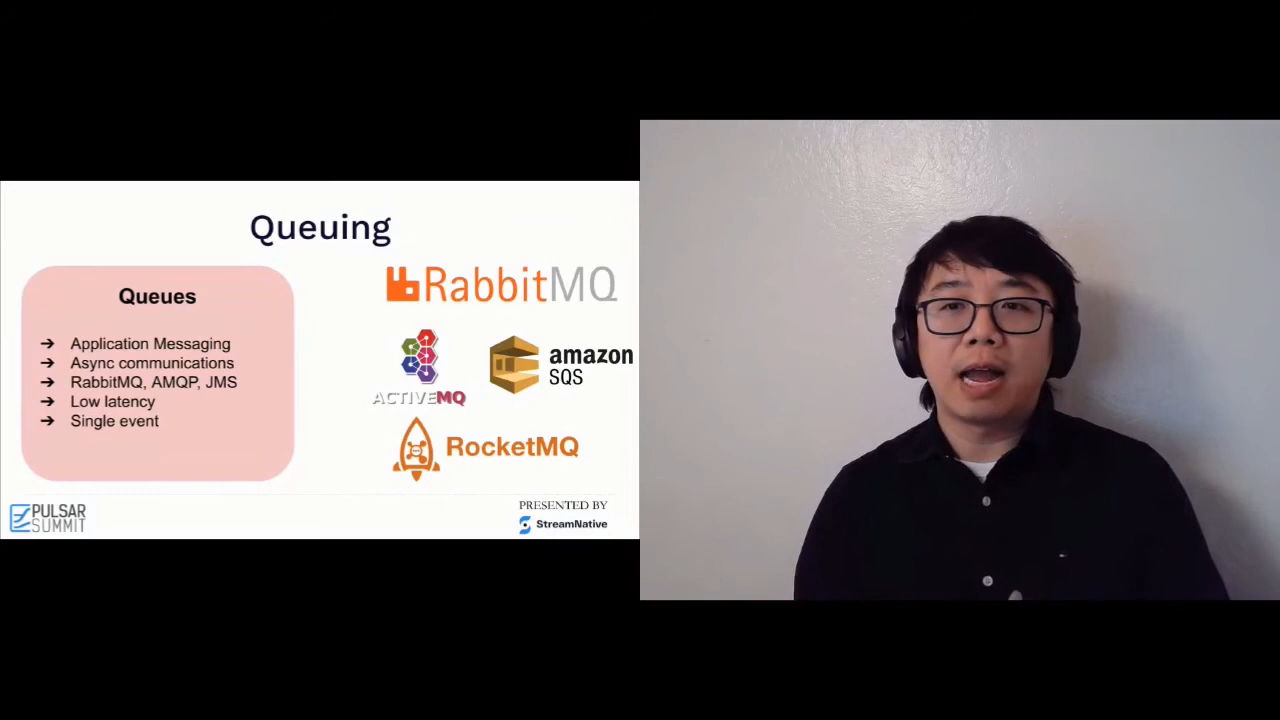 Queuing
Queues
➔ Application Messaging
➔ Async communications
➔ RabbitMQ, AMQP, JMS
➔ Low latency
➔ Single event
RabbitMQ
ACTIVEMQ
amazon
SQS
RocketMQ
PULSAR
SUMMIT
PRESENTED BY
StreamNative